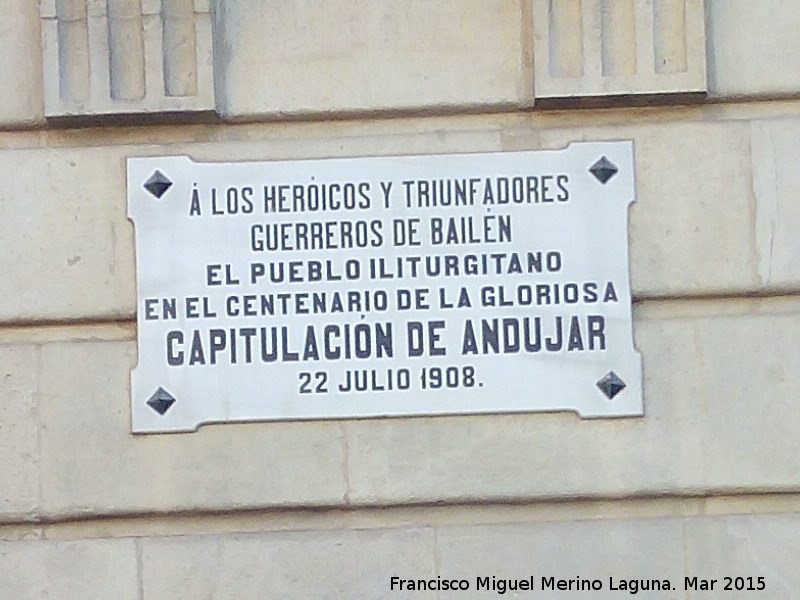 Á LOS HERÓICOS Y TRIUNFADORES
GUERREROS DE BAILÉN
EL PUEBLO ILITURGITANO
EN EL CENTENARIO DE LA GLORIOSA
CAPITULACIÓN DE ANDUJAR
22 JULIO 1908.
Francisco Miguel Merino Laguna. Mar 2015